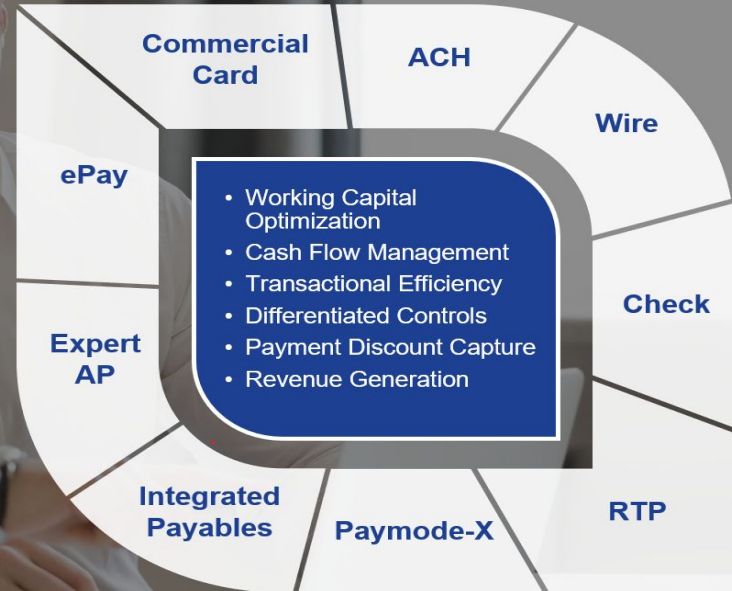 Commercial
Card
ACH
Wire
ePay
• Working Capital
Optimization
• Cash Flow Management
• Transactional Efficiency
• Differentiated Controls
• Payment Discount Capture
• Revenue Generation
Check
Expert
AP
Integrated
Payables
Paymode-X
RTP